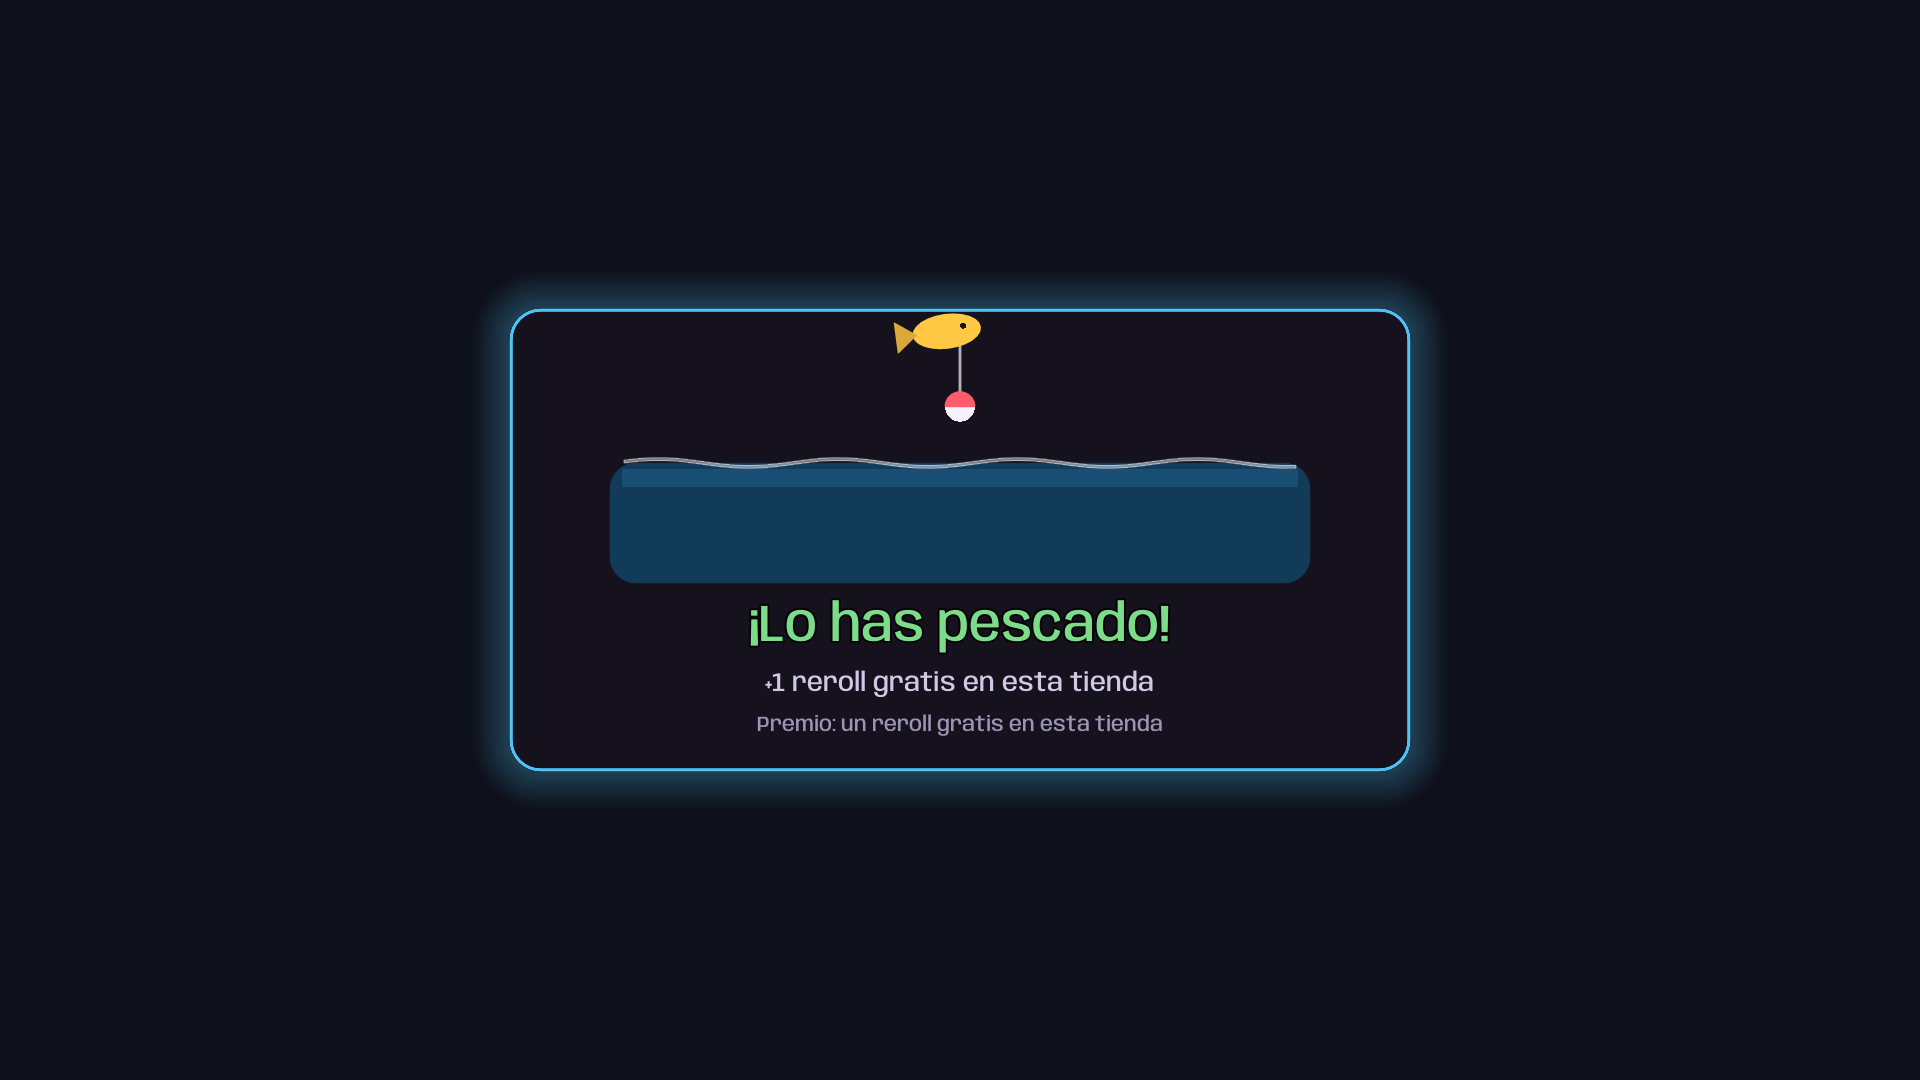 ¡Lo has pescado!
+1 reroll gratis en esta tienda
Premio: un reroll gratis en esta tienda